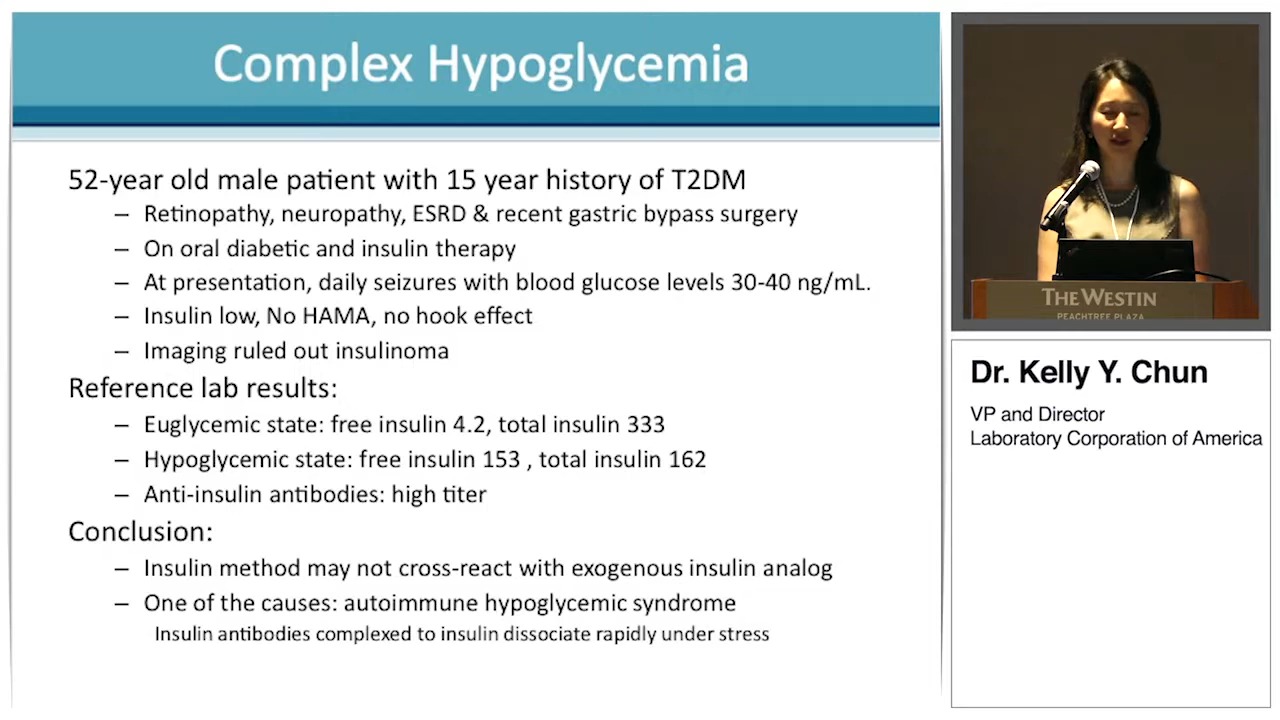 Complex Hypoglycemia
52-year old male patient with 15 year history of T2DM
– Retinopathy, neuropathy, ESRD & recent gastric bypass surgery
– On oral diabetic and insulin therapy
– At presentation, daily seizures with blood glucose levels 30-40 ng/mL.
– Insulin low, No HAMA, no hook effect
– Imaging ruled out insulinoma
Reference lab results:
– Euglycemic state: free insulin 4.2, total insulin 333
– Hypoglycemic state: free insulin 153 , total insulin 162
– Anti-insulin antibodies: high titer
Conclusion:
– Insulin method may not cross-react with exogenous insulin analog
– One of the causes: autoimmune hypoglycemic syndrome
Insulin antibodies complexed to insulin dissociate rapidly under stress
THE WESTIN
PEACHTREE PLAZA
Dr. Kelly Y. Chun
VP and Director
Laboratory Corporation of America